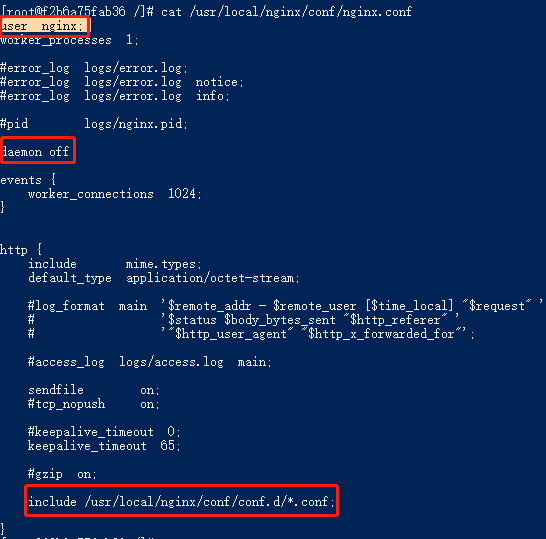 [root@f2b6a75fab36 /]# cat /usr/local/nginx/conf/nginx.conf
user  nginx;
worker_processes  1;
#error_log  logs/error.log;
#error_log  logs/error.log  notice;
#error_log  logs/error.log  info;
#pid        logs/nginx.pid;
daemon off
events {
    worker_connections  1024;
}
http {
    include       mime.types;
    default_type  application/octet-stream;
    #log_format  main  '$remote_addr - $remote_user [$time_local] "$request" '
    #                  '$status $body_bytes_sent "$http_referer" '
    #                  '"$http_user_agent" "$http_x_forwarded_for"';
    #access_log  logs/access.log  main;
    sendfile        on;
    #tcp_nopush     on;
    #keepalive_timeout  0;
    keepalive_timeout  65;
    #gzip  on;
    include /usr/local/nginx/conf/conf.d/*.conf;
}